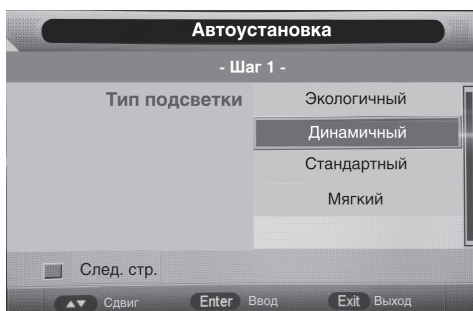 Автоустановка
- Шаг 1 -
Тип подсветки
Экологичный
Динамичный
Стандартный
Мягкий
След. стр.
▲▼ Сдвиг Enter Ввод Exit Выход